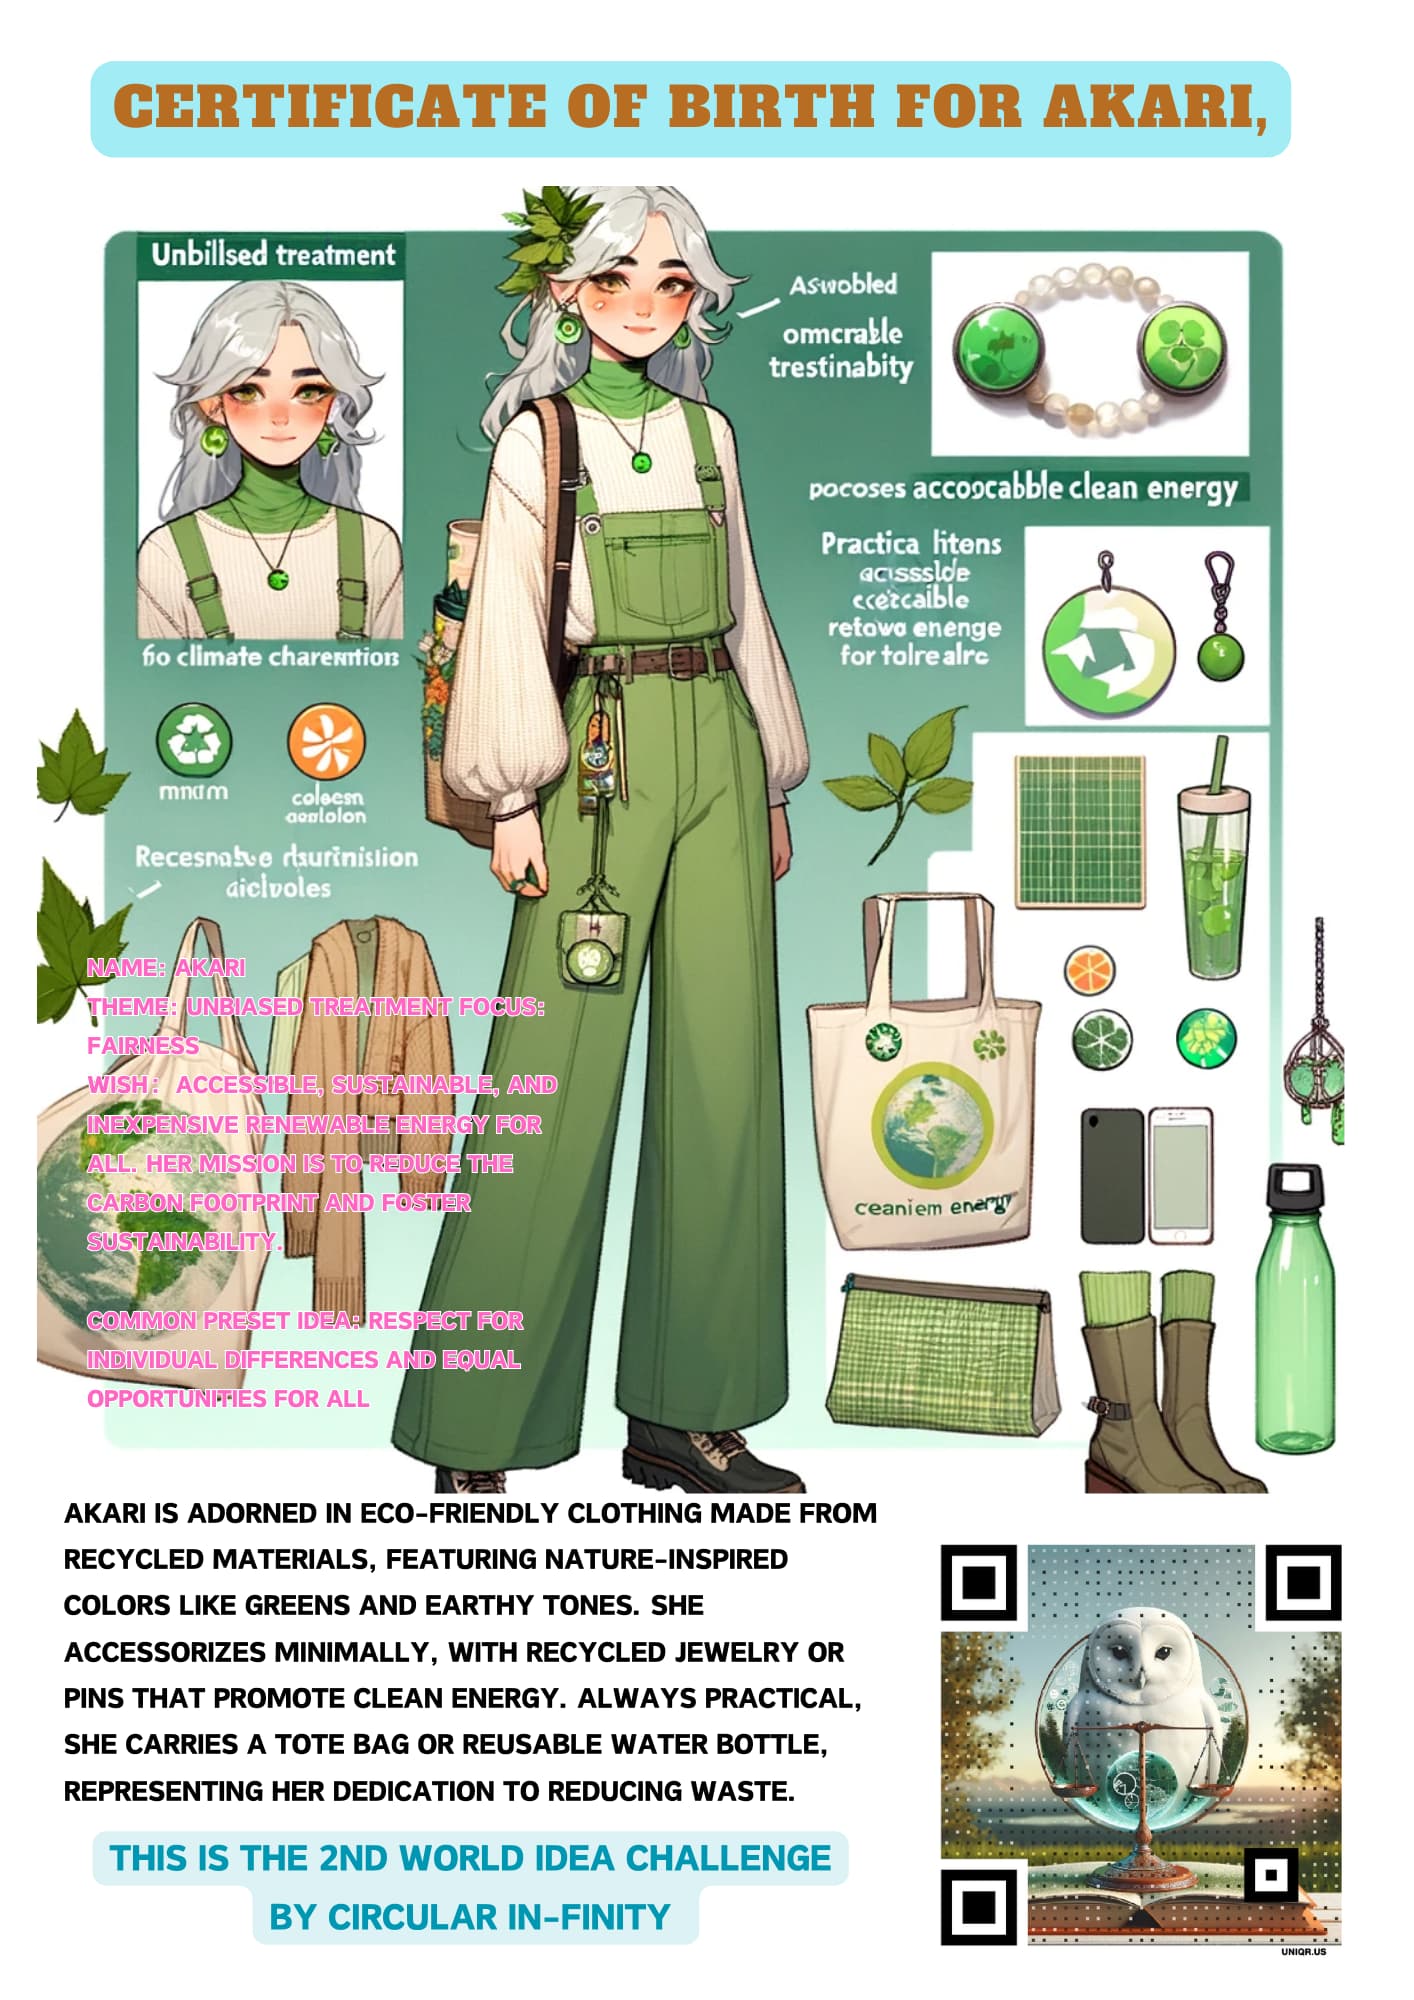 CERTIFICATE OF BIRTH FOR AKARI,
Unbillsed treatment
Aswobled
omcrable
trestinabity
pocoses accoocabble clean energy
Practica litens
acissslde
ccetcaible
retowa enenge
for tolrealrc
fio climate charemtions
mnam
coloesn
aoslolon
Recesnabve
aiclvoles
NAME: AKARI
THEME: UNBIASED TREATMENT FOCUS:
FAIRNESS
WISH: ACCESSIBLE, SUSTAINABLE, AND
INEXPENSIVE RENEWABLE ENERGY FOR
ALL. HER MISSION IS TO REDUCE THE
CARBON FOOTPRINT AND FOSTER
SUSTAINABILITY.
COMMON PRESET IDEA: RESPECT FOR
INDIVIDUAL DIFFERENCES AND EQUAL
OPPORTUNITIES FOR ALL
ceaniem energy
AKARI IS ADORNED IN ECO-FRIENDLY CLOTHING MADE FROM
RECYCLED MATERIALS, FEATURING NATURE-INSPIRED
COLORS LIKE GREENS AND EARTHY TONES. SHE
ACCESSORIZES MINIMALLY, WITH RECYCLED JEWELRY OR
PINS THAT PROMOTE CLEAN ENERGY. ALWAYS PRACTICAL,
SHE CARRIES A TOTE BAG OR REUSABLE WATER BOTTLE,
REPRESENTING HER DEDICATION TO REDUCING WASTE.
THIS IS THE 2ND WORLD IDEA CHALLENGE
BY CIRCULAR IN-FINITY
UNIQR.US